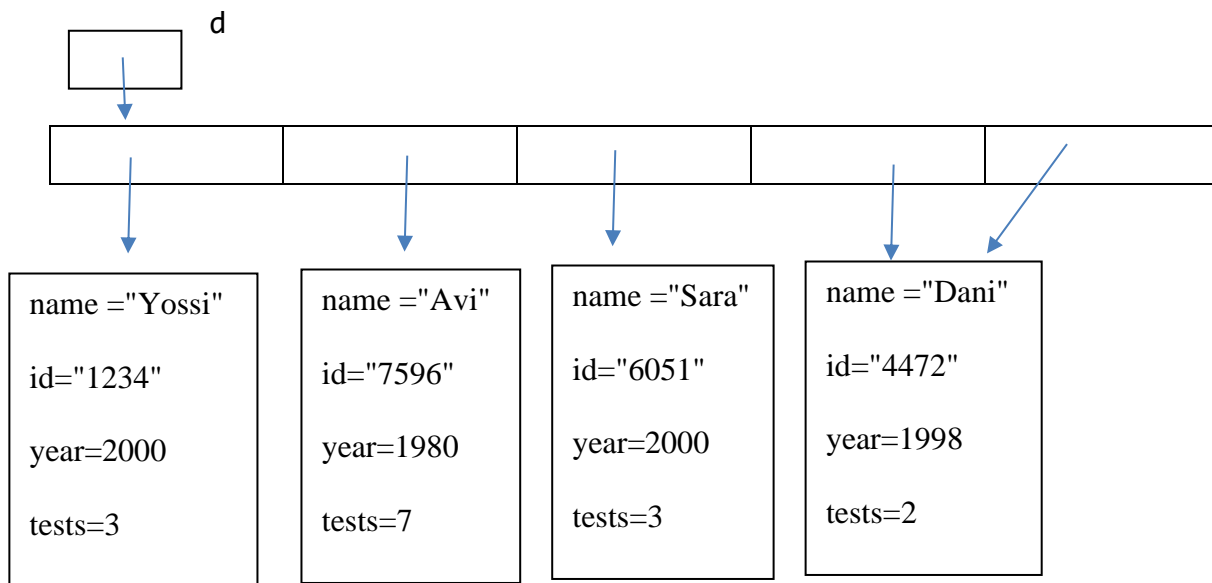 d
name ="Yossi"
id="1234"
year=2000
tests=3
name ="Avi"
id="7596"
year=1980
tests=7
name ="Sara"
id="6051"
year=2000
tests=3
name ="Dani"
id="4472"
year=1998
tests=2